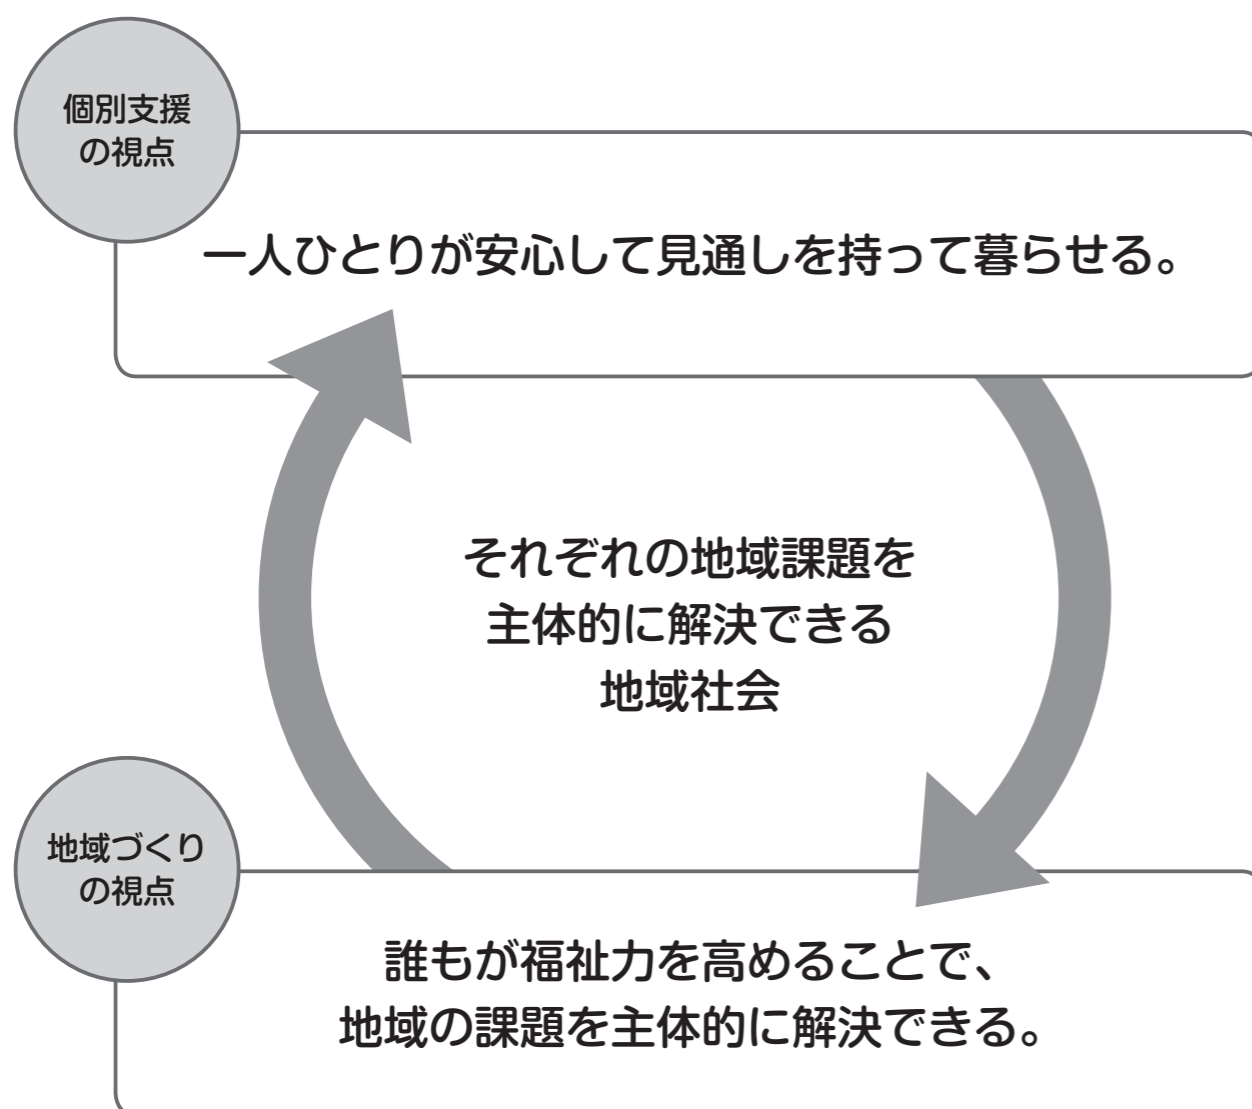 個別支援
の視点
一人ひとりが安心して見通しを持って暮らせる。
それぞれの地域課題を
主体的に解決できる
地域社会
地域づくり
の視点
誰もが福祉力を高めることで、
地域の課題を主体的に解決できる。